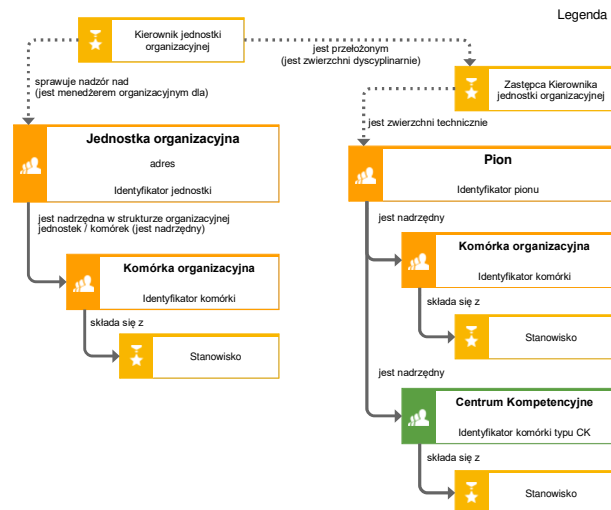 Legenda
Kierownik jednostki
organizacyjnej
jest przełożonym
(jest zwierzchni dyscyplinarnie)
sprawuje nadzór nad
(jest menedżerem organizacyjnym dla)
Zastępca Kierownika
jednostki organizacyjnej
jest zwierzchni technicznie
Jednostka organizacyjna
adres
Identyfikator jednostki
Pion
Identyfikator pionu
jest nadrzędna w strukturze organizacyjnej
jednostek / komórek (jest nadrzędny)
jest nadrzędny
Komórka organizacyjna
Identyfikator komórki
Komórka organizacyjna
Identyfikator komórki
składa się z
składa się z
Stanowisko
Stanowisko
jest nadrzędny
Centrum Kompetencyjne
Identyfikator komórki typu CK
składa się z
Stanowisko